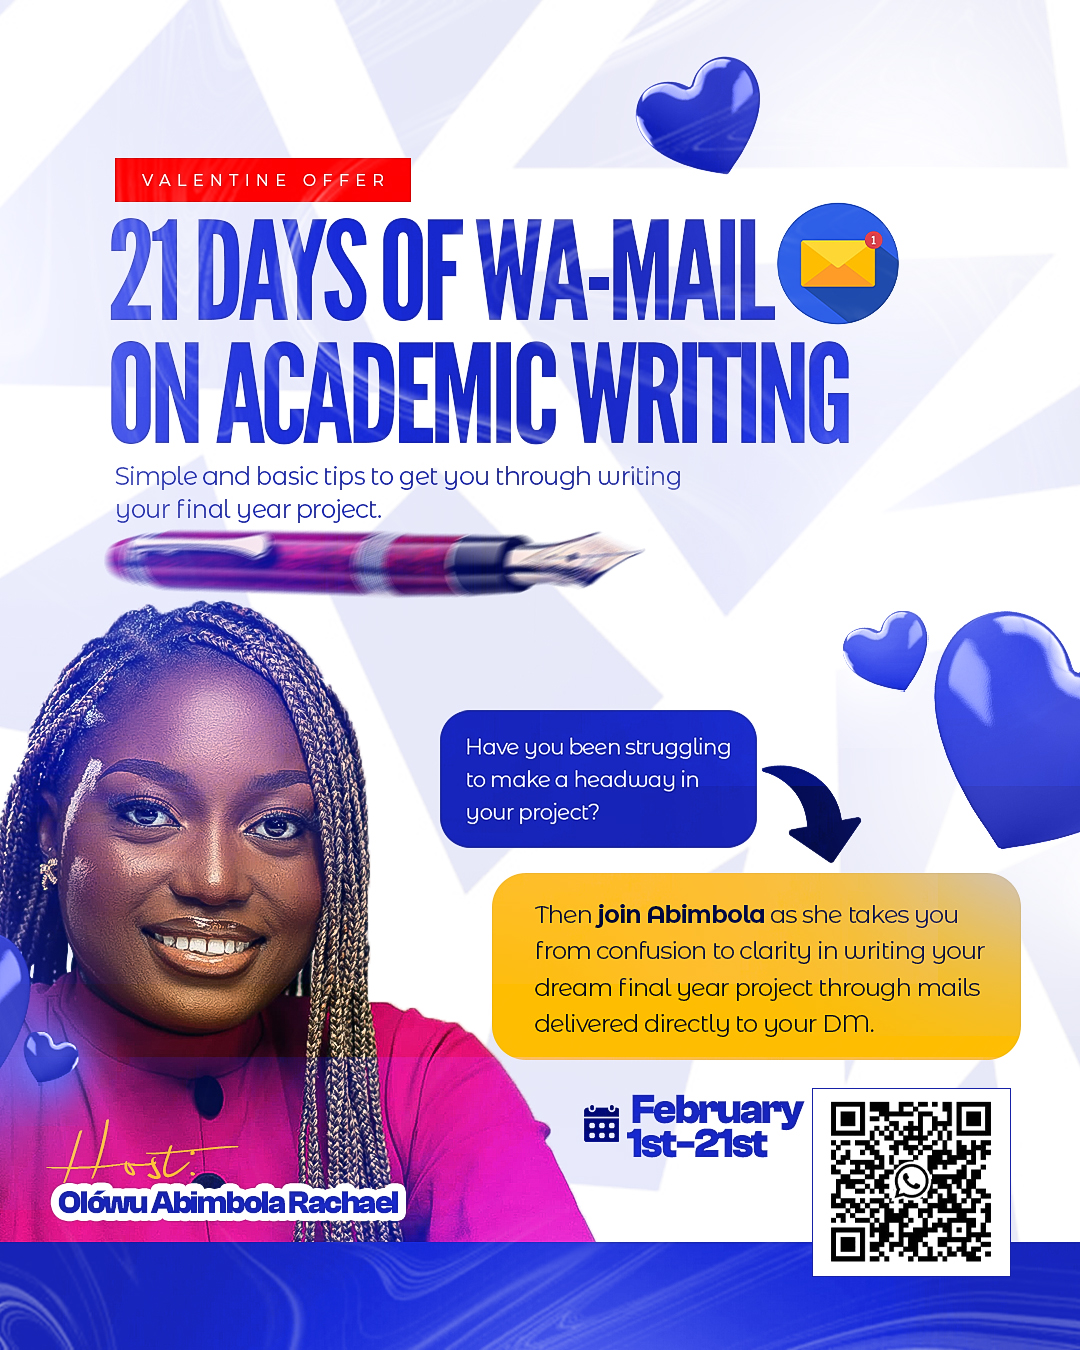 VALENTINE OFFER
21 DAYS OF WA-MAIL
1
ON ACADEMIC WRITING
Simple and basic tips to get you through writing
your final year project.
Have you been struggling
to make a headway in
your project?
Then join Abimbola as she takes you
from confusion to clarity in writing your
dream final year project through mails
delivered directly to your DM.
February
1st-21st
Host:
Olówu Abimbola Rachael